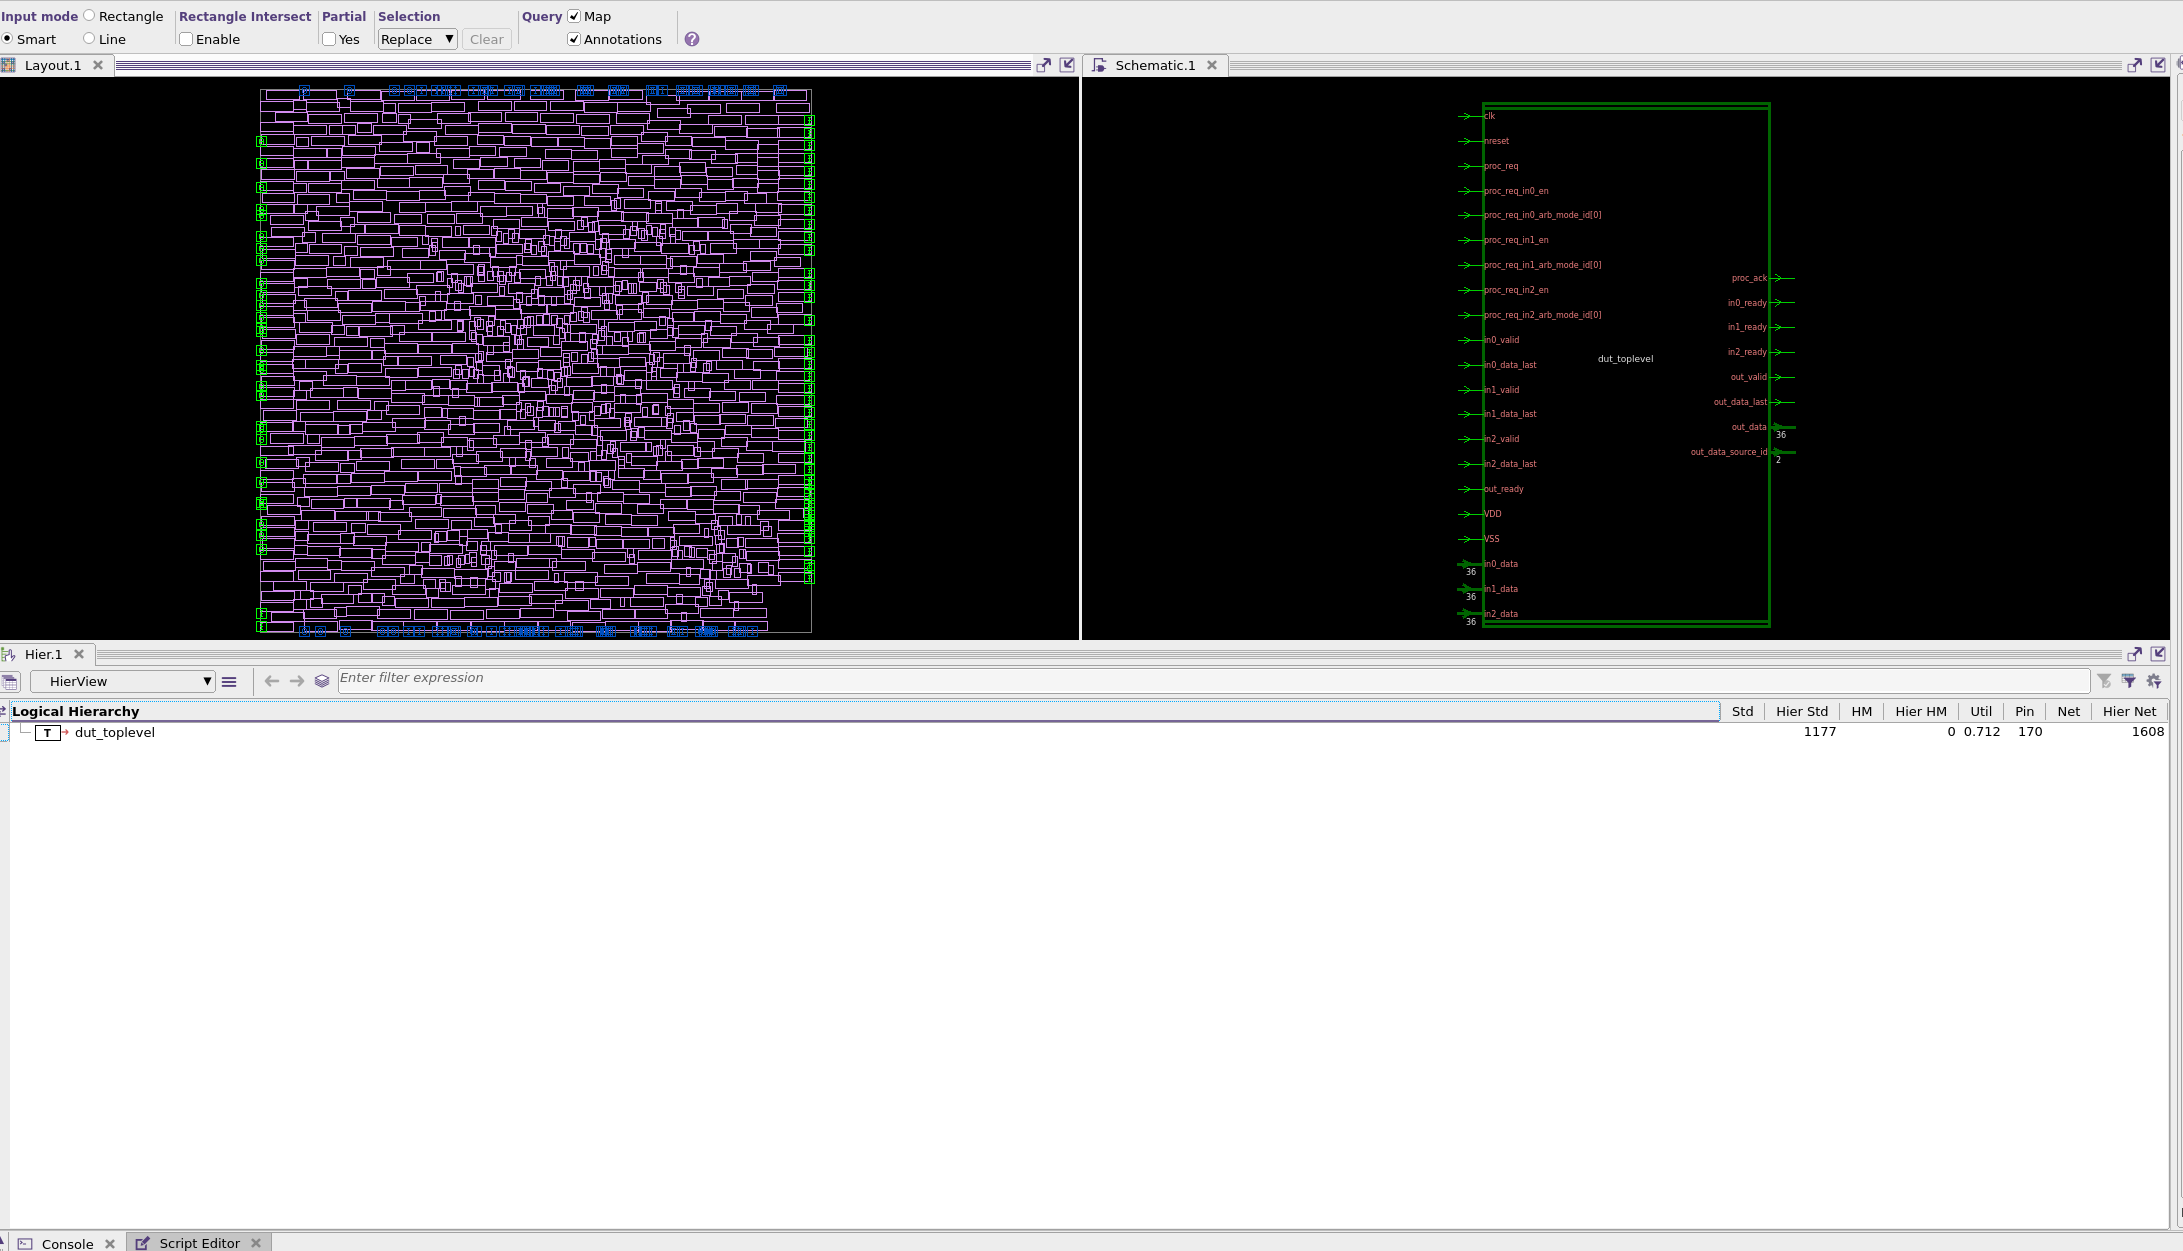 Input mode Rectangle Rectangle Intersect Partial Selection Query Map
Smart Line Enable Yes Replace Clear Annotations
Layout.1
Schematic.1
clk
nreset
proc_req
proc_req_in0_en
proc_req_in0_arb_mode_id[0]
proc_req_in1_en
proc_req_in1_arb_mode_id[0]
proc_req_in2_en
proc_req_in2_arb_mode_id[0]
in0_valid
in0_data_last
in1_valid
in1_data_last
in2_valid
in2_data_last
out_ready
VDD
VSS
in0_data
36
in1_data
36
in2_data
36
dut_toplevel
proc_ack
in0_ready
in1_ready
in2_ready
out_valid
out_data_last
out_data
36
out_data_source_id
2
Hier.1
HierView Enter filter expression
Logical Hierarchy Std Hier Std HM Hier HM Util Pin Net Hier Net
T dut_toplevel 1177 0 0.712 170 1608
Console Script Editor